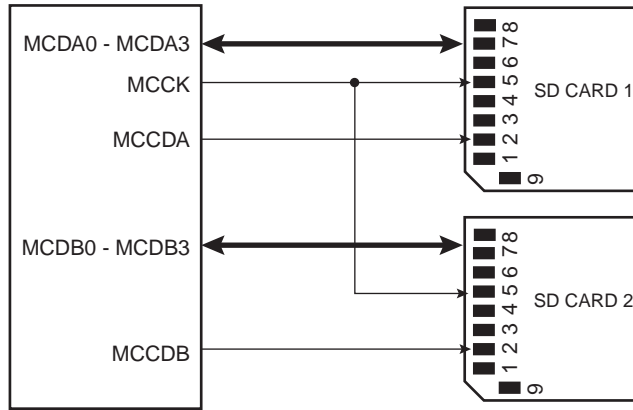 MCDA0 - MCDA3
MCCK
MCCDA
MCDB0 - MCDB3
MCCDB
8
7
6
5
4
3
2
1
9
SD CARD 1
8
7
6
5
4
3
2
1
9
SD CARD 2